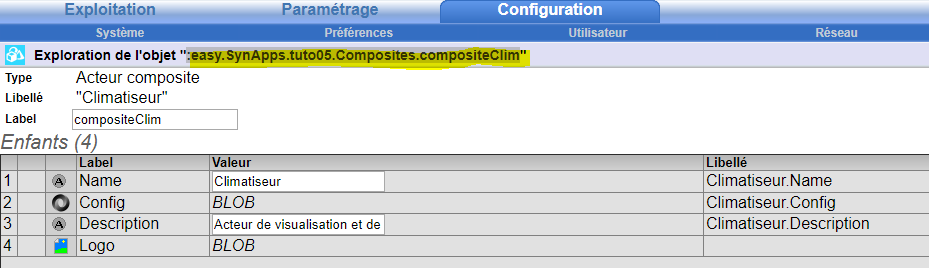 Exploitation Paramétrage Configuration
Système Préférences Utilisateur Réseau
Exploration de l'objet ":easy.SynApps.tuto05.Composites.compositeClim"
Type Acteur composite
Libellé "Climatiseur"
Label compositeClim
Enfants (4)
Label Valeur Libellé
1 A Name Climatiseur Climatiseur.Name
2 Config BLOB Climatiseur.Config
3 A Description Acteur de visualisation et de Climatiseur.Description
4 Logo BLOB